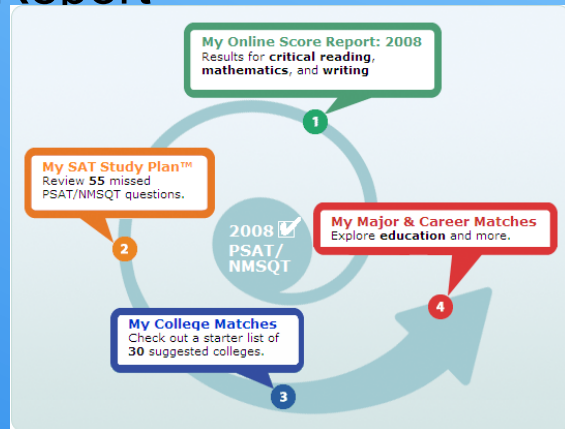 Report
My Online Score Report: 2008
Results for critical reading,
mathematics, and writing
1
My SAT Study Plan™
Review 55 missed
PSAT/NMSQT questions.
2
2008
PSAT/
NMSQT
My Major & Career Matches
Explore education and more.
4
My College Matches
Check out a starter list of
30 suggested colleges.
3